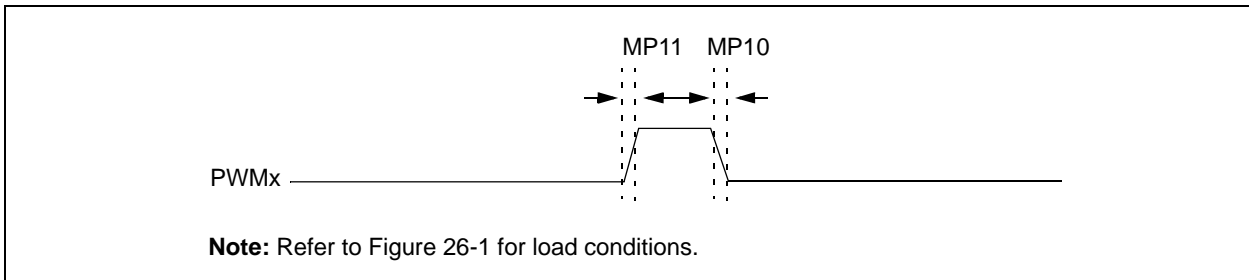 MP11 MP10
PWMx
Note: Refer to Figure 26-1 for load conditions.